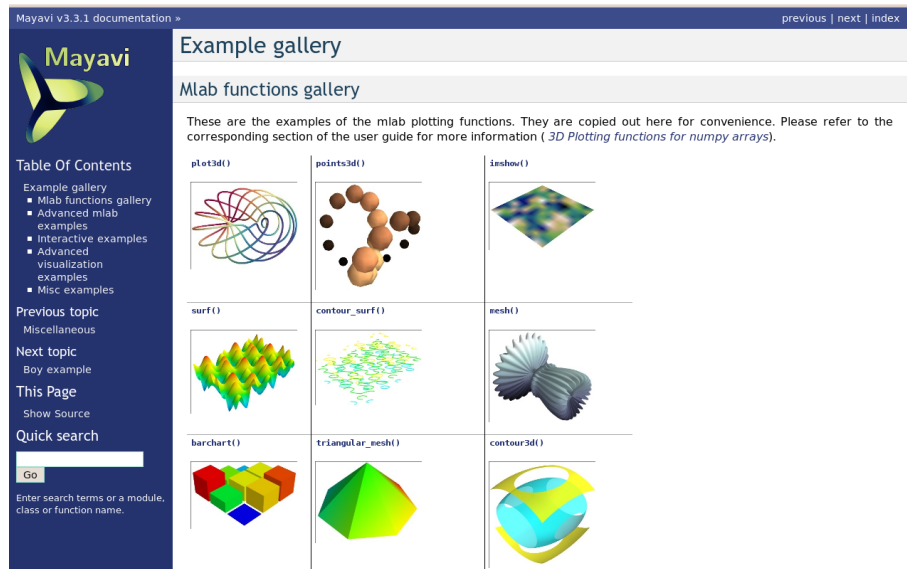 Mayavi v3.3.1 documentation »
previous | next | index
Mayavi
Table Of Contents
Example gallery
Mlab functions gallery
Advanced mlab
examples
Interactive examples
Advanced
visualization
examples
Misc examples
Previous topic
Miscellaneous
Next topic
Boy example
This Page
Show Source
Quick search
Go
Enter search terms or a module,
class or function name.
Example gallery
Mlab functions gallery
These are the examples of the mlab plotting functions. They are copied out here for convenience. Please refer to the
corresponding section of the user guide for more information ( 3D Plotting functions for numpy arrays).
plot3d()
points3d()
imshow()
surf()
contour_surf()
mesh()
barchart()
triangular_mesh()
contour3d()